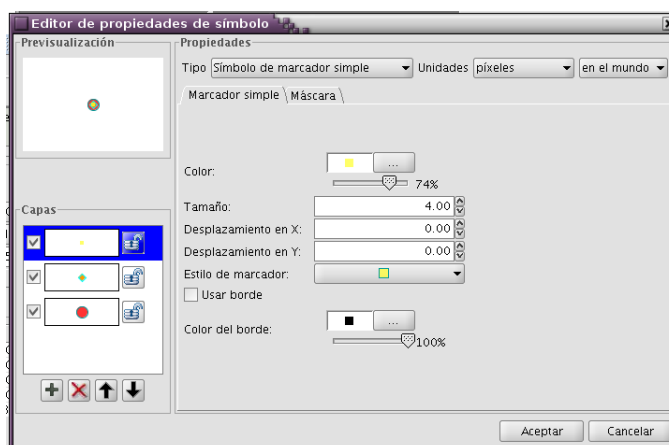 Editor de propiedades de símbolo
Previsualización
Propiedades
Tipo Símbolo de marcador simple Unidades píxeles en el mundo
Marcador simple Máscara
Color: ...
74%
Capas
Tamaño: 4.00
Desplazamiento en X: 0.00
Desplazamiento en Y: 0.00
Estilo de marcador:
Usar borde
Color del borde: ...
100%
Aceptar Cancelar